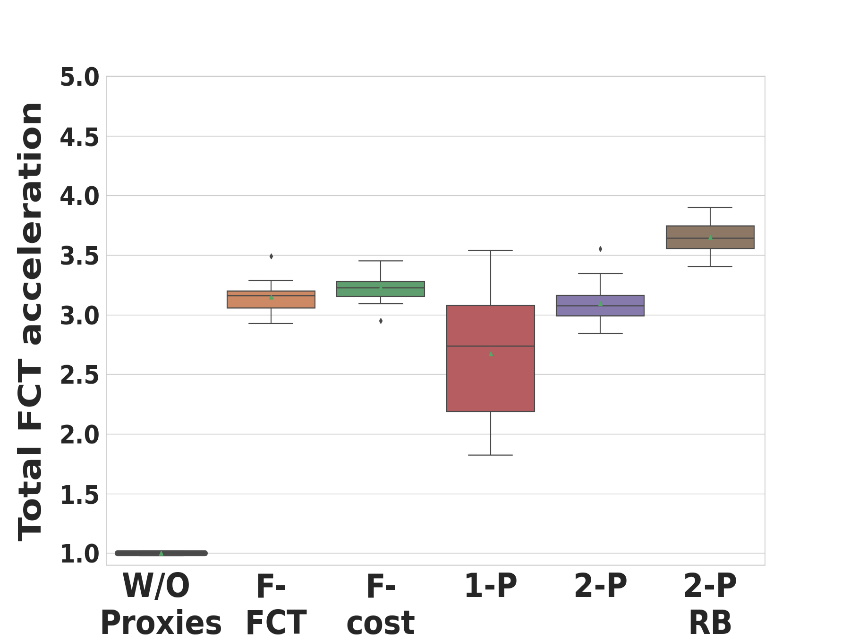 Total FCT acceleration
5.0
4.5
4.0
3.5
3.0
2.5
2.0
1.5
1.0
W/O
Proxies
F-
FCT
F-
cost
1-P
2-P
2-P
RB